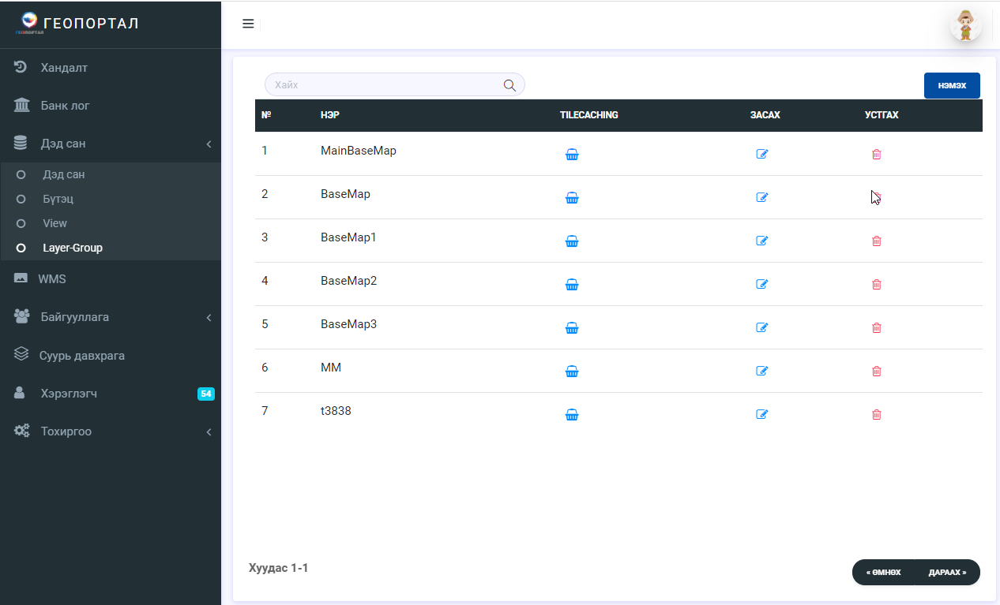 ГЕОПОРТАЛ
ГЕОПОРТАЛ
Хандалт
Банк лог
Дэд сан
Дэд сан
Бүтэц
View
Layer-Group
WMS
Байгууллага
Суурь давхрага
Хэрэглэгч 54
Тохиргоо
Хайх
НЭМЭХ
№ НЭР TILECACHING ЗАСАХ УСТГАХ
1 MainBaseMap
2 BaseMap
3 BaseMap1
4 BaseMap2
5 BaseMap3
6 MM
7 t3838
Хуудас 1-1
« ӨМНӨХ ДАРААХ »